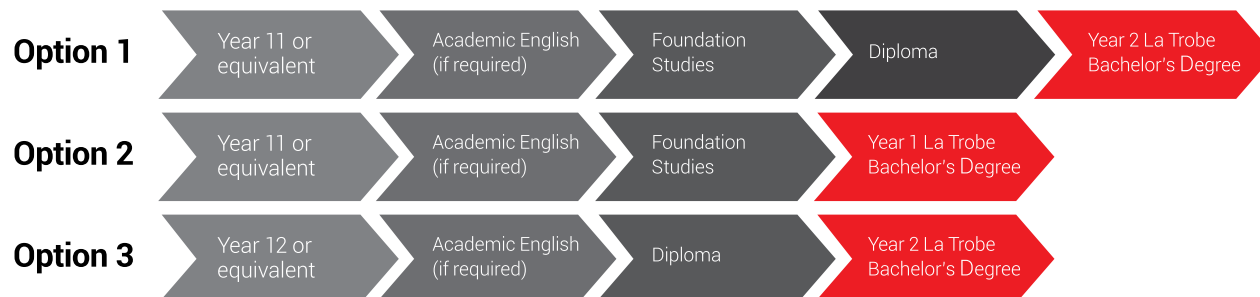 Option 1
Year 11 or
equivalent
Academic English
(if required)
Foundation
Studies
Diploma
Year 2 La Trobe
Bachelor's Degree
Option 2
Year 11 or
equivalent
Academic English
(if required)
Foundation
Studies
Year 1 La Trobe
Bachelor's Degree
Option 3
Year 12 or
equivalent
Academic English
(if required)
Diploma
Year 2 La Trobe
Bachelor's Degree